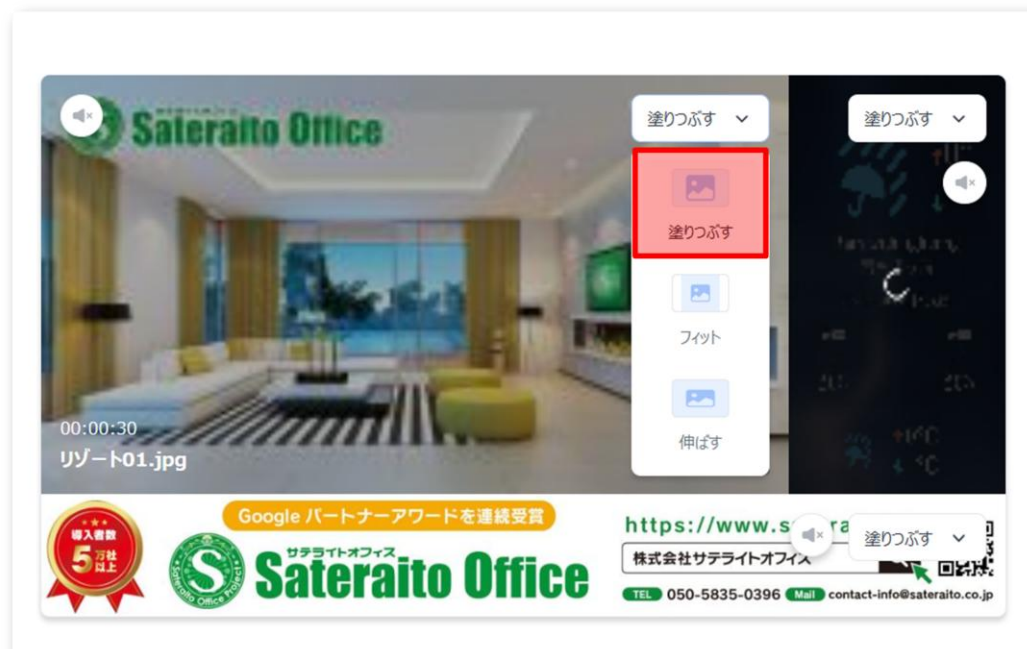 Sateraito Office
塗りつぶす
塗りつぶす
塗りつぶす
フィット
伸ばす
00:00:30
リゾート01.jpg
導入者数
5万社
以上
Google パートナーアワードを連続受賞
サテライトオフィス
Sateraito Office
Sateraito Office Project
https://www.s
株式会社サテライトオフィス
塗りつぶす
TEL 050-5835-0396 Mail contact-info@sateraito.co.jp